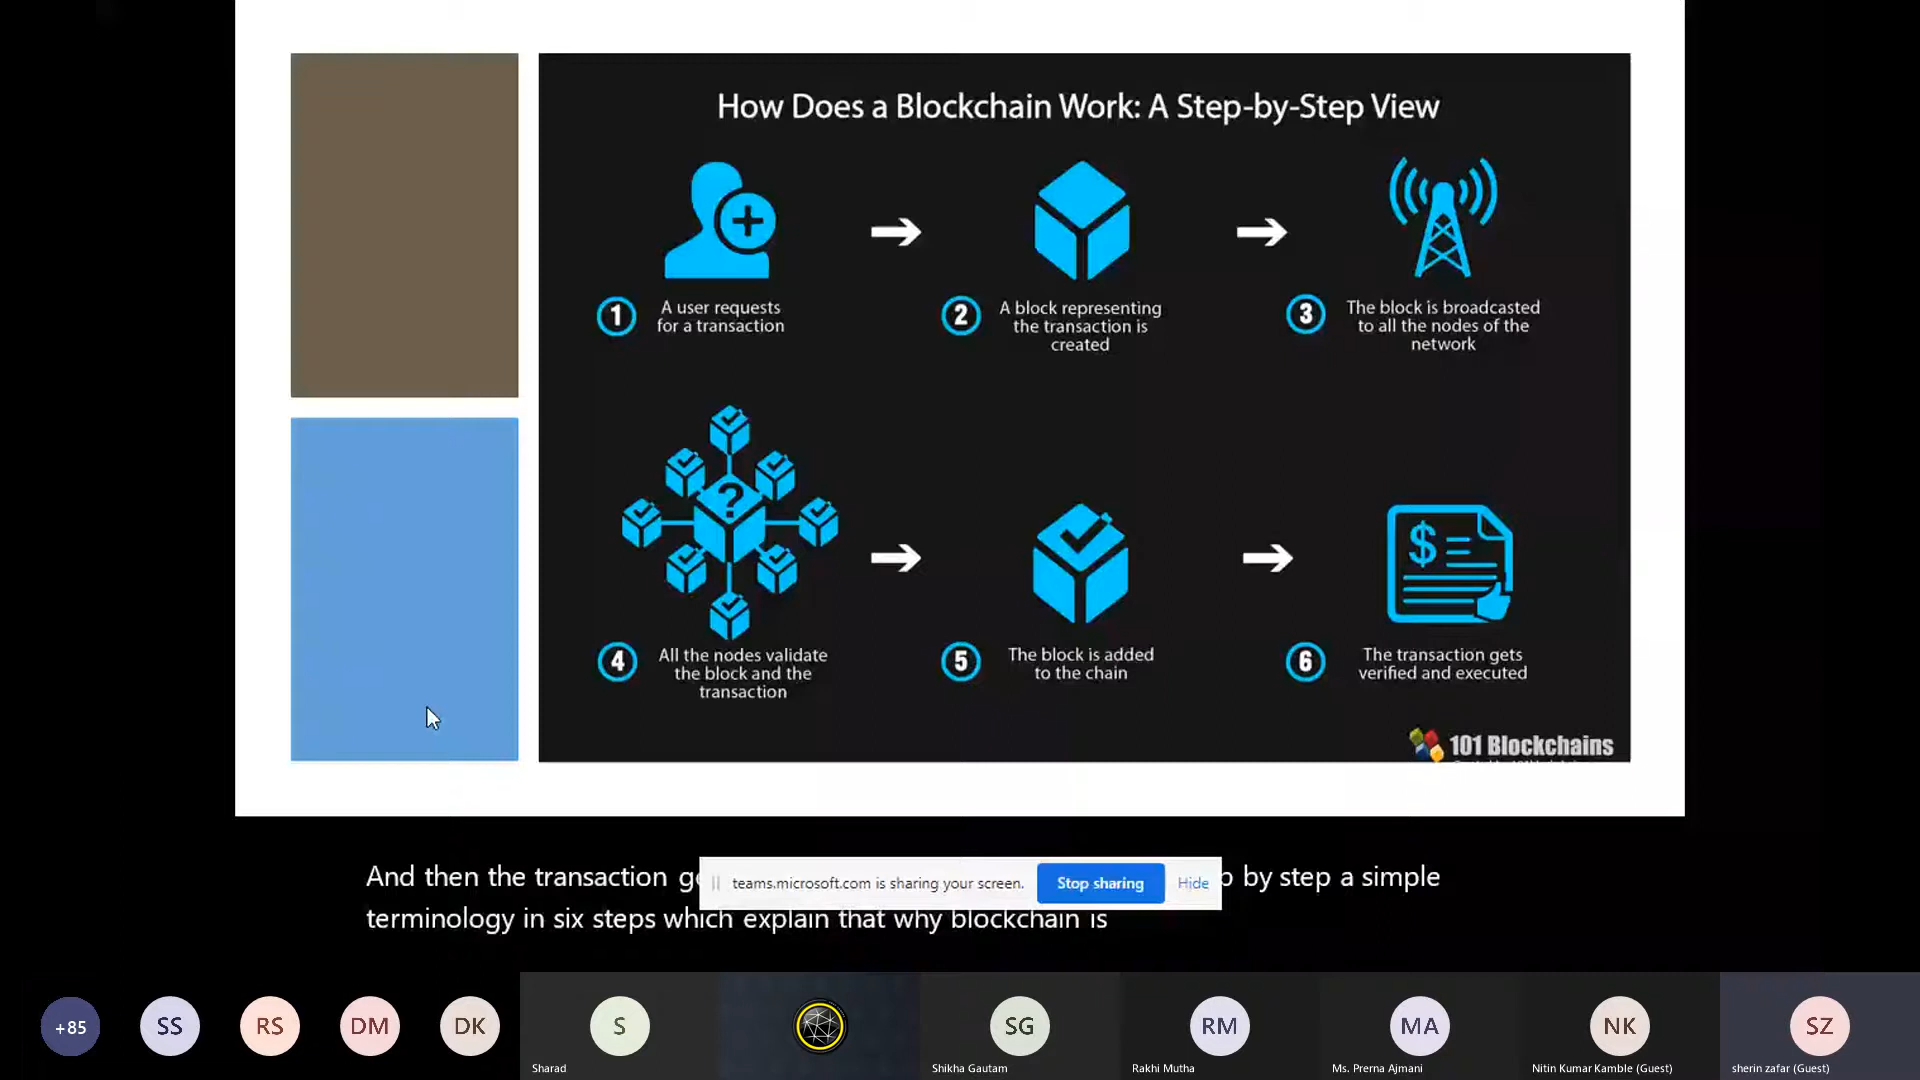 How Does a Blockchain Work: A Step-by-Step View
1
A user requests
for a transaction
2
A block representing
the transaction is
created
3
The block is broadcasted
to all the nodes of the
network
?
4
All the nodes validate
the block and the
transaction
5
The block is added
to the chain
$
6
The transaction gets
verified and executed
101 Blockchains
And then the transaction
teams.microsoft.com is sharing your screen.
Stop sharing
Hide
by step a simple
terminology in six steps which explain that why blockchain is
+85
SS
RS
DM
DK
S
SG
RM
MA
NK
SZ
Sharad
Shikha Gautam
Rakhi Mutha
Ms. Prerna Ajmani
Nitin Kumar Kamble (Guest)
sherin zafar (Guest)